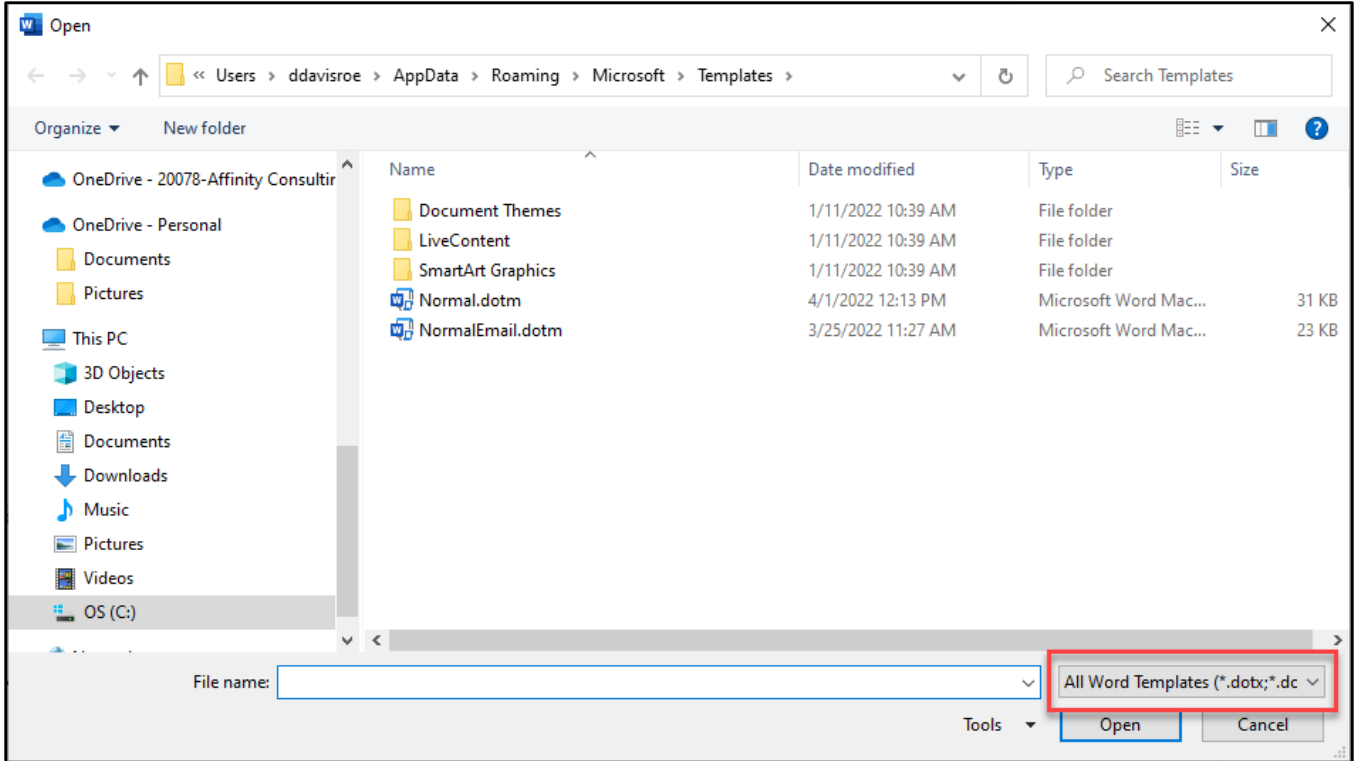 Open
« Users > ddavisroe > AppData > Roaming > Microsoft > Templates >
Search Templates
Organize
New folder
OneDrive - 20078-Affinity Consultin
OneDrive - Personal
Documents
Pictures
This PC
3D Objects
Desktop
Documents
Downloads
Music
Pictures
Videos
OS (C:)
Name Date modified Type Size
Document Themes 1/11/2022 10:39 AM File folder
LiveContent 1/11/2022 10:39 AM File folder
SmartArt Graphics 1/11/2022 10:39 AM File folder
Normal.dotm 4/1/2022 12:13 PM Microsoft Word Mac... 31 KB
NormalEmail.dotm 3/25/2022 11:27 AM Microsoft Word Mac... 23 KB
File name:
All Word Templates (*.dotx;*.dc
Tools
Open
Cancel